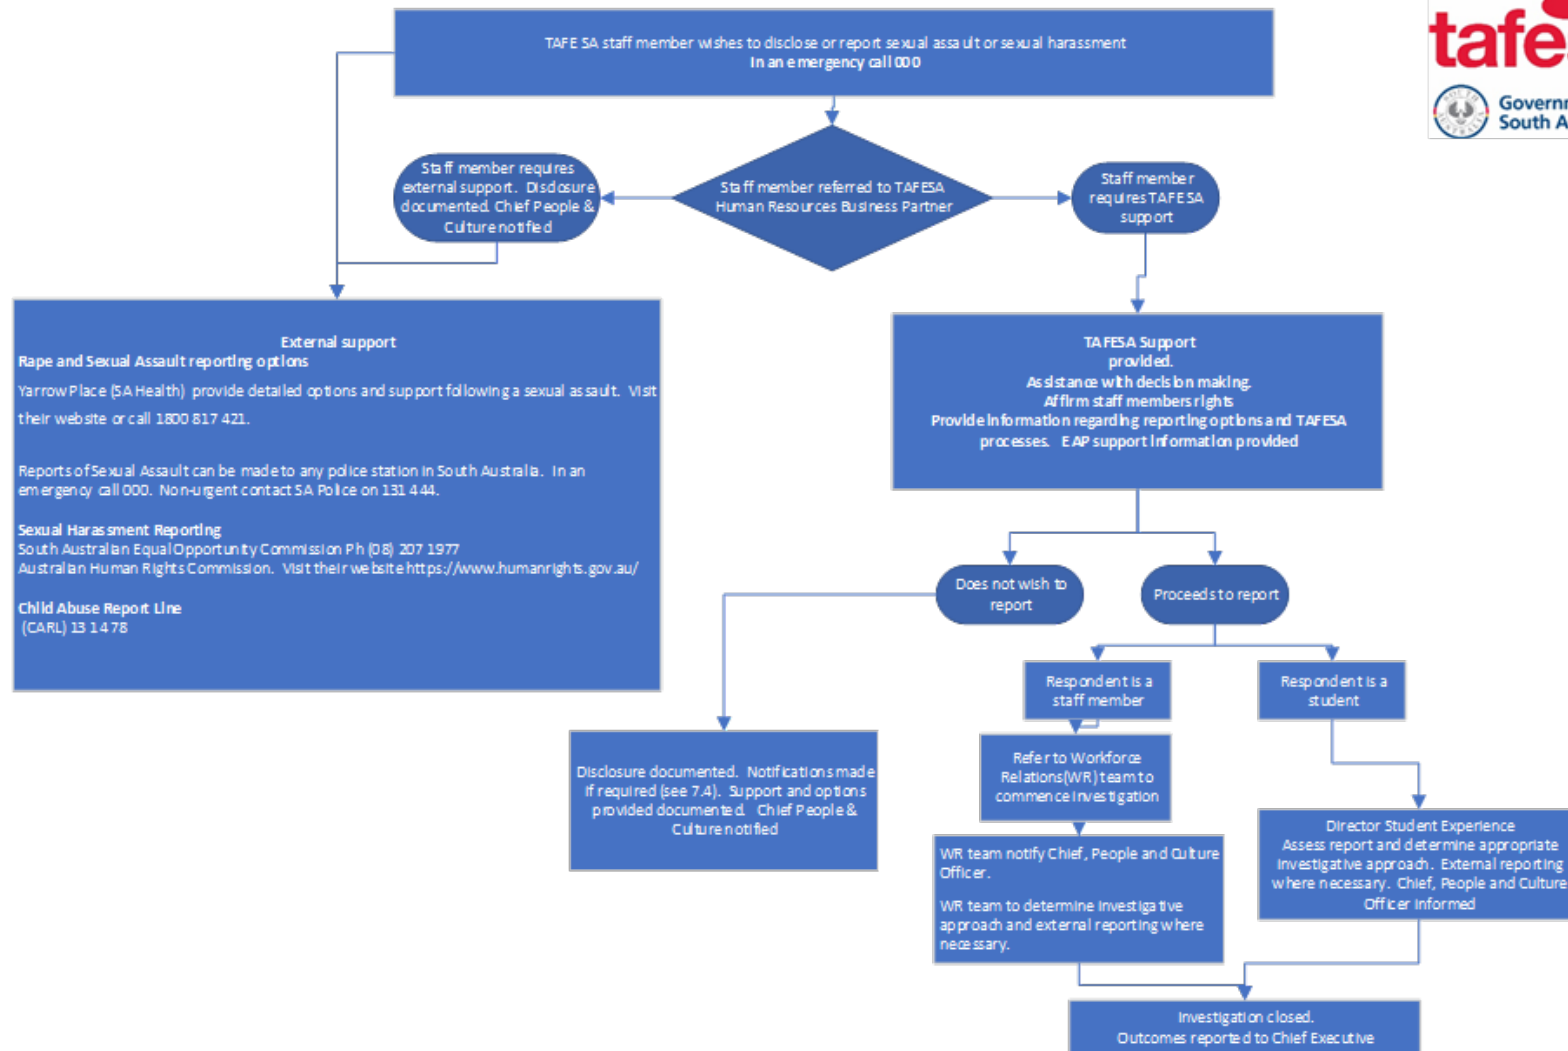 tafe
Governm
South A
TAFE SA staff member wishes to disclose or report sexual assault or sexual harassment
In an emergency call 000
Staff member requires
external support. Disclosure
documented. Chief People &
Culture notified
Staff member referred to TAFESA
Human Resources Business Partner
Staff member
requires TAFE SA
support
External support
Rape and Sexual Assault reporting options
Yarrow Place (SA Health) provide detailed options and support following a sexual assault. Visit
their website or call 1800 817 421.
Reports of Sexual Assault can be made to any police station in South Australia. In an
emergency call 000. Non-urgent contact SA Police on 131 444.
Sexual Harassment Reporting
South Australian Equal Opportunity Commission Ph (08) 207 1977
Australian Human Rights Commission. Visit their website https://www.humanrights.gov.au/
Child Abuse Report Line
(CARL) 13 14 78
TAFESA Support
provided.
Assistance with decision making.
Affirm staff members rights
Provide information regarding reporting options and TAFESA
processes. EAP support information provided
Does not wish to
report
Proceeds to report
Respondent is a
staff member
Respondent is a
student
Disclosure documented. Notifications made
if required (see 7.4). Support and options
provided documented. Chief People &
Culture notified
Refer to Workforce
Relations(WR) team to
commence investigation
WR team notify Chief, People and Culture
Officer.
WR team to determine investigative
approach and external reporting where
necessary.
Director Student Experience
Assess report and determine appropriate
investigative approach. External reporting
where necessary. Chief, People and Culture
Officer informed
Investigation closed.
Outcomes reported to Chief Executive